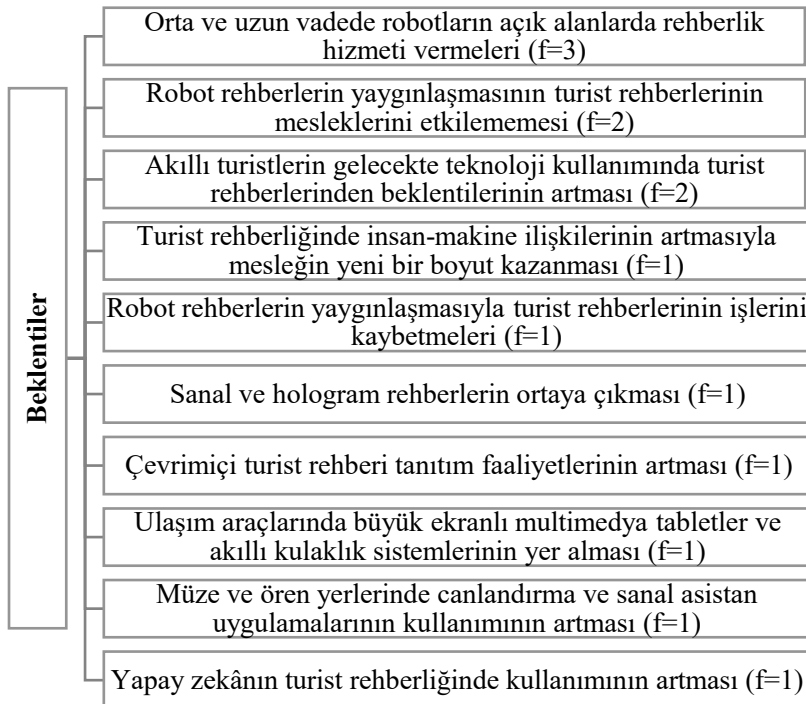 Orta ve uzun vadede robotların açık alanlarda rehberlik
hizmeti vermeleri (f=3)
Robot rehberlerin yaygınlaşmasının turist rehberlerinin
mesleklerini etkilememesi (f=2)
Akıllı turistlerin gelecekte teknoloji kullanımında turist
rehberlerinden beklentilerinin artması (f=2)
Turist rehberliğinde insan-makine ilişkilerinin artmasıyla
mesleğin yeni bir boyut kazanması (f=1)
Beklentiler
Robot rehberlerin yaygınlaşmasıyla turist rehberlerinin işlerini
kaybetmeleri (f=1)
Sanal ve hologram rehberlerin ortaya çıkması (f=1)
Çevrimiçi turist rehberi tanıtım faaliyetlerinin artması (f=1)
Ulaşım araçlarında büyük ekranlı multimedya tabletler ve
akıllı kulaklık sistemlerinin yer alması (f=1)
Müze ve ören yerlerinde canlandırma ve sanal asistan
uygulamalarının kullanımının artması (f=1)
Yapay zekânın turist rehberliğinde kullanımının artması (f=1)